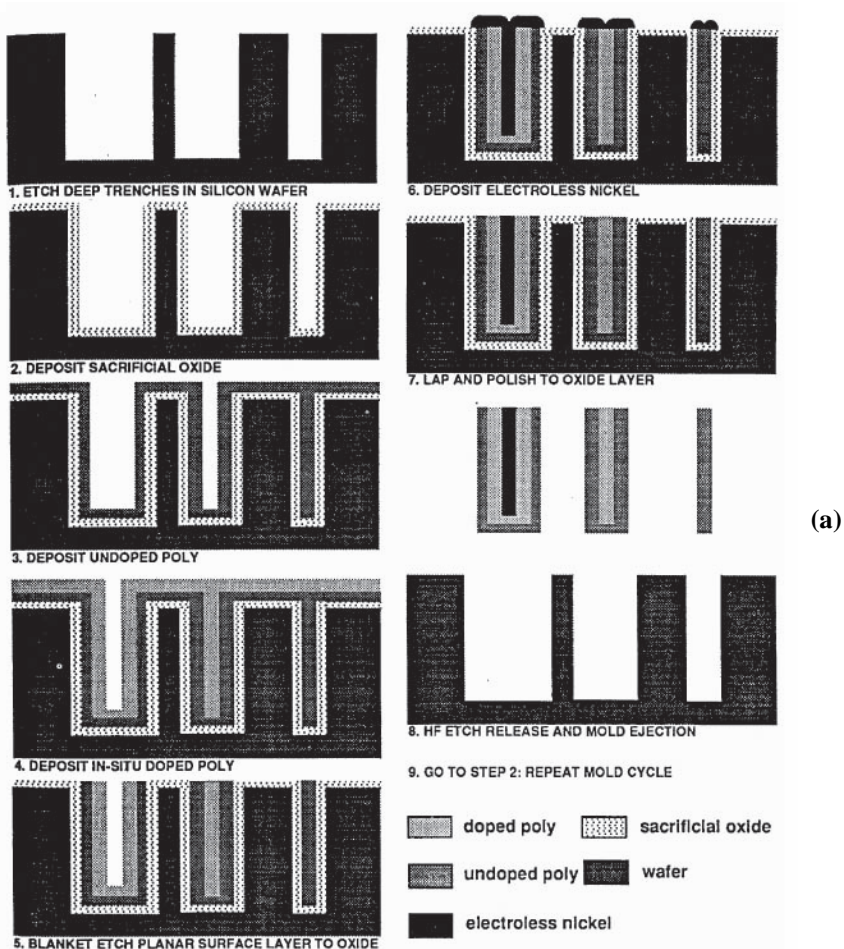 1. ETCH DEEP TRENCHES IN SILICON WAFER
2. DEPOSIT SACRIFICIAL OXIDE
3. DEPOSIT UNDOPED POLY
4. DEPOSIT IN-SITU DOPED POLY
5. BLANKET ETCH PLANAR SURFACE LAYER TO OXIDE
6. DEPOSIT ELECTROLESS NICKEL
7. LAP AND POLISH TO OXIDE LAYER
(a)
8. HF ETCH RELEASE AND MOLD EJECTION
9. GO TO STEP 2: REPEAT MOLD CYCLE
doped poly
sacrificial oxide
undoped poly
wafer
electroless nickel